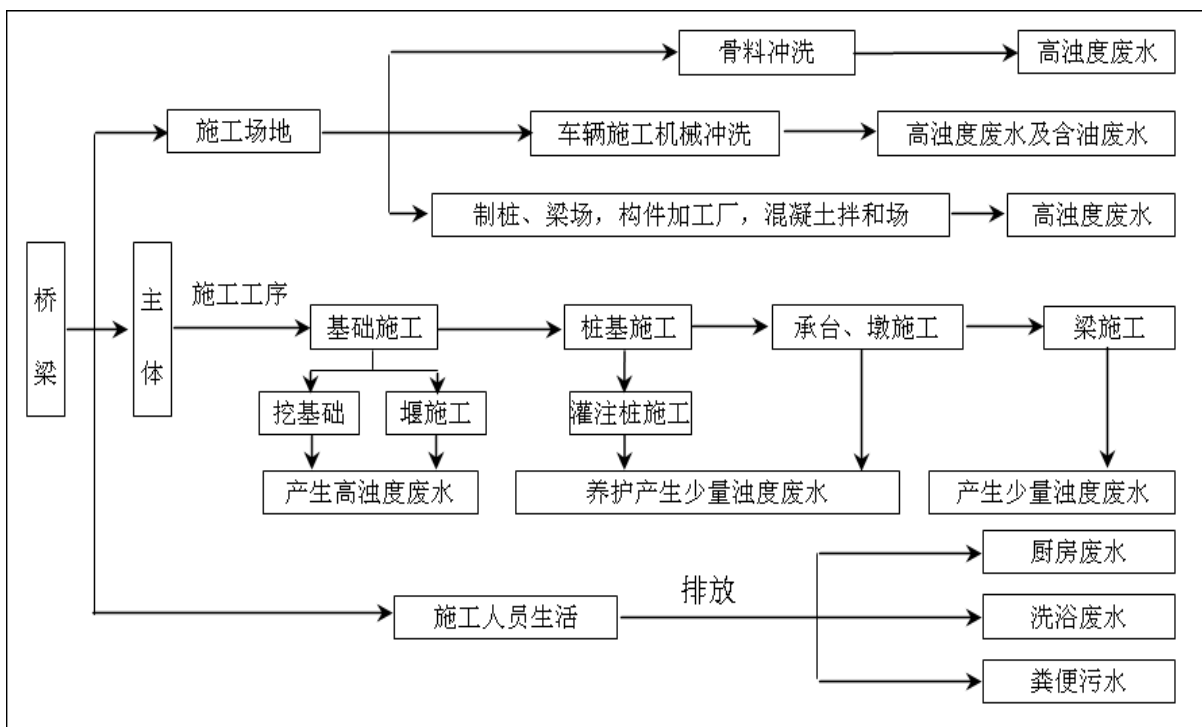 骨料冲洗
高浊度废水
施工场地
车辆施工机械冲洗
高浊度废水及含油废水
制桩、梁场，构件加工厂，混凝土拌和场
高浊度废水
桥梁
主体
施工工序
基础施工
桩基施工
承台、墩施工
梁施工
挖基础
堰施工
灌注桩施工
产生高浊度废水
养护产生少量浊度废水
产生少量浊度废水
厨房废水
排放
施工人员生活
洗浴废水
粪便污水